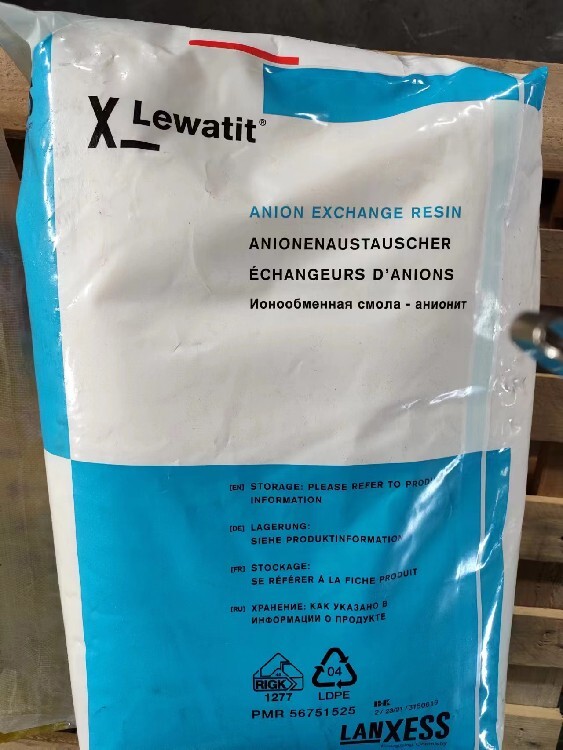 X Lewatit®
ANION EXCHANGE RESIN
ANIONENAUSTAUSCHER
ÉCHANGEURS D'ANIONS
Ионообменная смола - анионит
[EN] STORAGE: PLEASE REFER TO
INFORMATION
[DE] LAGERUNG:
SIEHE PRODUKTINFORMATION
[FR] STOCKAGE:
SE RÉFÉRER À LA FICHE PRODUIT
[RU] ХРАНЕНИЕ: КАК УКАЗАНО В
ИНФОРМАЦИИ О ПРОДУКТЕ
RIGK
1277
04
LDPE
PMR 56751525
LANXESS